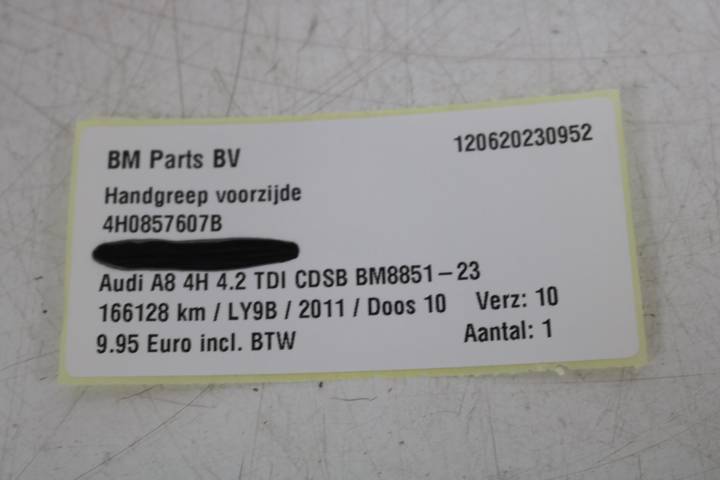 BM Parts BV 120620230952
Handgreep voorzijde
4H0857607B
Audi A8 4H 4.2 TDI CDSB BM8851-23
166128 km / LY9B / 2011 / Doos 10 Verz: 10
9.95 Euro incl. BTW Aantal: 1